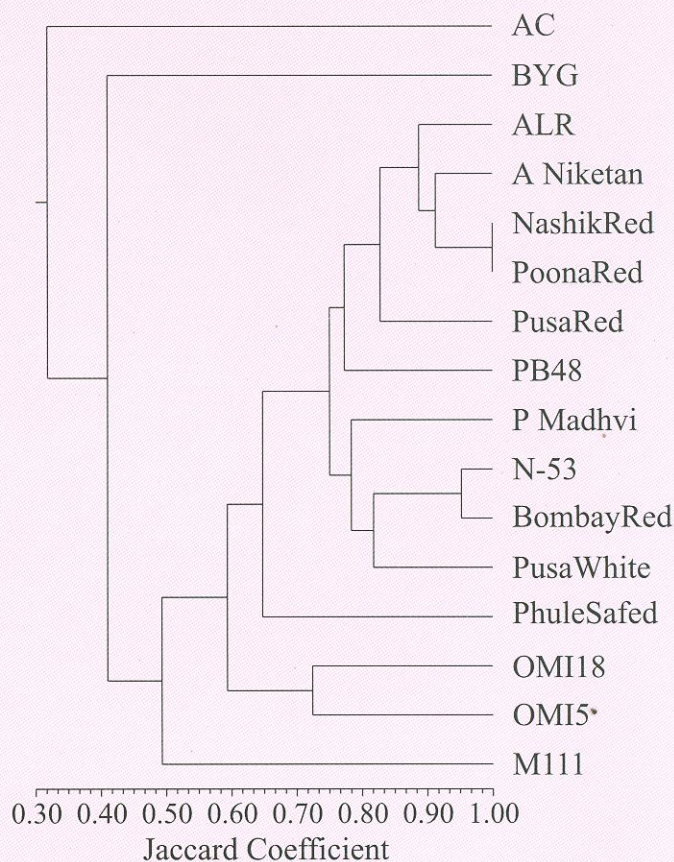 AC
BYG
ALR
A Niketan
NashikRed
PoonaRed
PusaRed
PB48
P Madhvi
N-53
BombayRed
PusaWhite
PhuleSafed
OMI18
OMI5
M111
0.30 0.40 0.50 0.60 0.70 0.80 0.90 1.00
Jaccard Coefficient